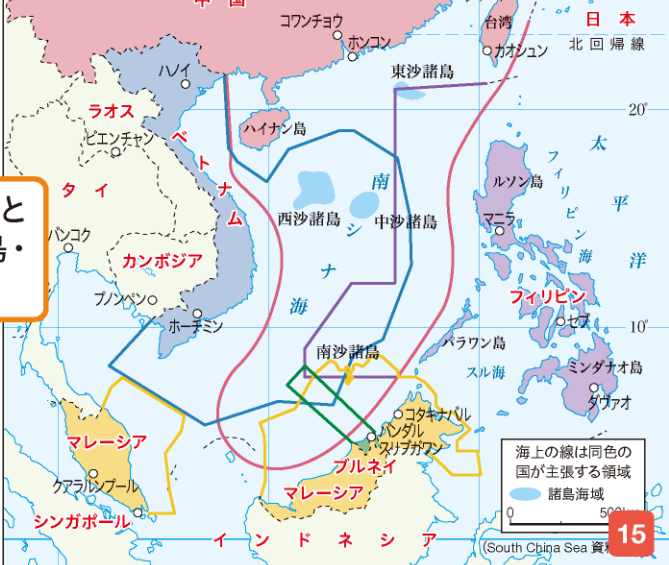 中国
コワンチョウ
ホンコン
台湾
カオシュン
日本
北回帰線
ハノイ
東沙諸島
ラオス
20°
ハイナン島
ビエンチャン
ベトナム
太平洋
フィリピン海
ルソン島
南シナ海
タイ
西沙諸島
中沙諸島
マニラ
と
島・
バンコク
カンボジア
プノンペン
フィリピン
ホーチミン
セブ
10°
パラワン島
南沙諸島
スル海
ミンダナオ島
ダヴァオ
コタキナバル
マレーシア
バンダル
スリブガワン
ブルネイ
クアラルンプール
マレーシア
シンガポール
インドネシア
海上の線は同色の
国が主張する領域
諸島海域
0 500
15
(South China Sea 資